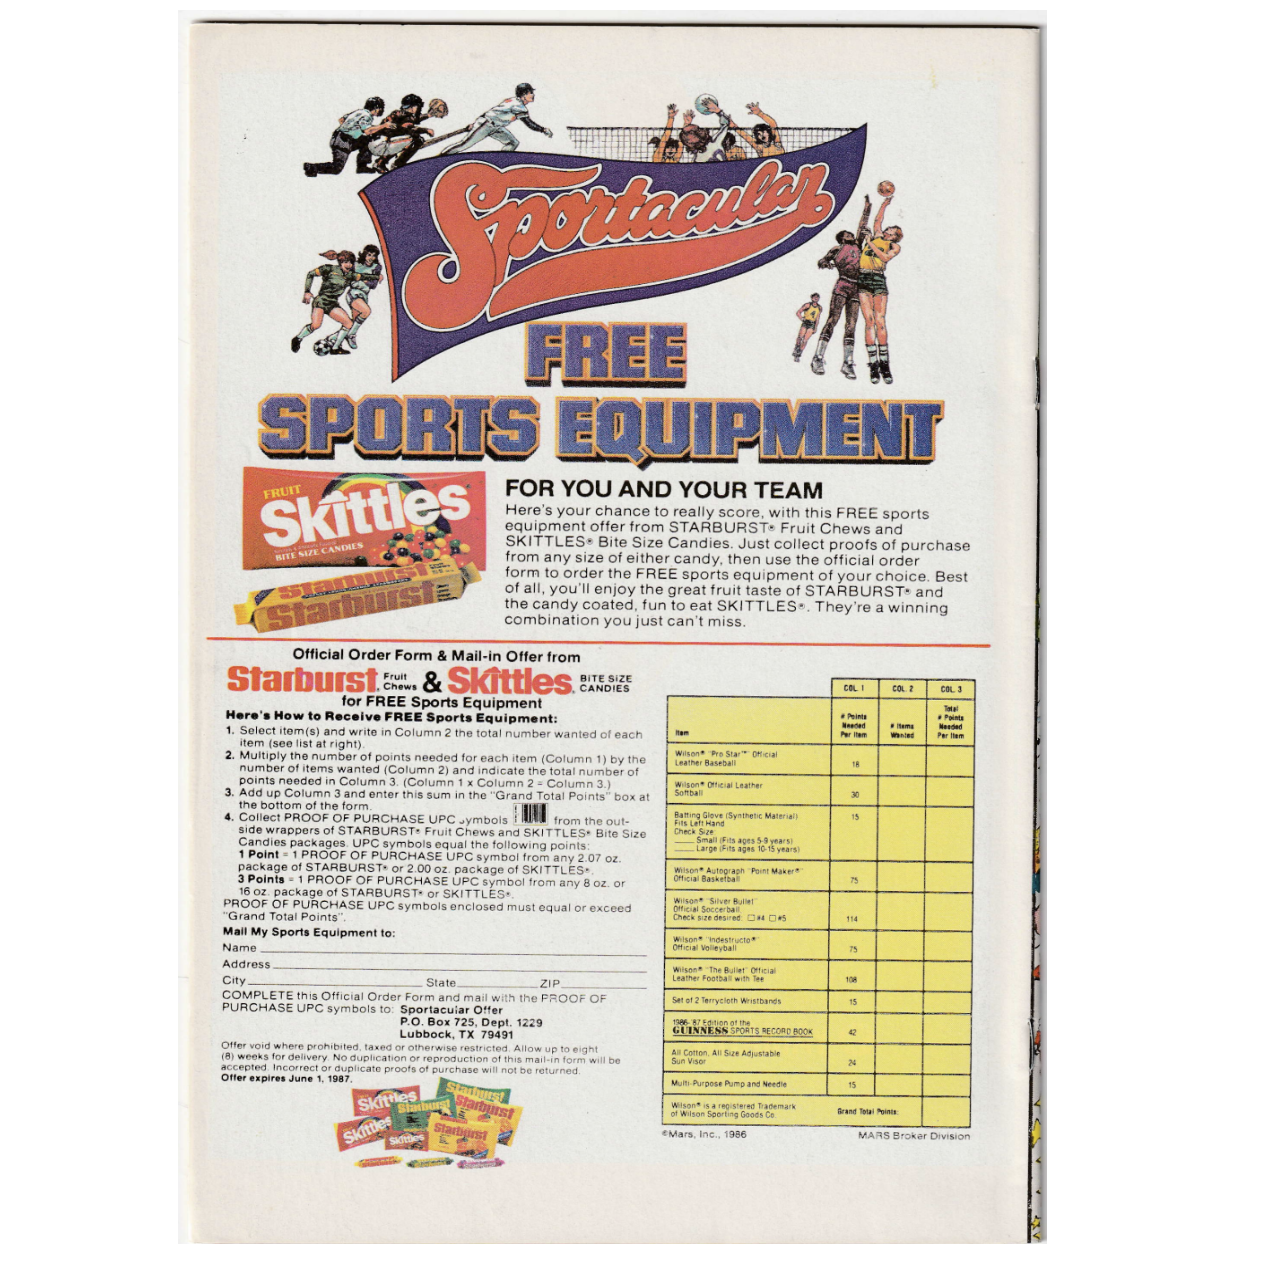 Sportacular
FREE
SPORTS EQUIPMENT
FRUIT
Skittles
BITE SIZE CANDIES
Starburst
Starburst
FOR YOU AND YOUR TEAM
Here's your chance to really score, with this FREE sports
equipment offer from STARBURST® Fruit Chews and
SKITTLES® Bite Size Candies. Just collect proofs of purchase
from any size of either candy, then use the official order
form to order the FREE sports equipment of your choice. Best
of all, you'll enjoy the great fruit taste of STARBURST® and
the candy coated, fun to eat SKITTLES®. They're a winning
combination you just can't miss.
Official Order Form & Mail-in Offer from
Starburst® Fruit Chews & Skittles® BITE SIZE CANDIES
for FREE Sports Equipment
Here's How to Receive FREE Sports Equipment:
1. Select item(s) and write in Column 2 the total number wanted of each
item (see list at right).
2. Multiply the number of points needed for each item (Column 1) by the
number of items wanted (Column 2) and indicate the total number of
points needed in Column 3. (Column 1 x Column 2 = Column 3.)
3. Add up Column 3 and enter this sum in the "Grand Total Points" box at
the bottom of the form.
4. Collect PROOF OF PURCHASE UPC symbols from the out-
side wrappers of STARBURST® Fruit Chews and SKITTLES® Bite Size
Candies packages. UPC symbols equal the following points:
1 Point = 1 PROOF OF PURCHASE UPC symbol from any 2.07 oz.
package of STARBURST® or 2.00 oz. package of SKITTLES®.
3 Points = 1 PROOF OF PURCHASE UPC symbol from any 8 oz. or
16 oz. package of STARBURST® or SKITTLES®.
PROOF OF PURCHASE UPC symbols enclosed must equal or exceed
"Grand Total Points".
Mail My Sports Equipment to:
Name
Address
City State ZIP
COMPLETE this Official Order Form and mail with the PROOF OF
PURCHASE UPC symbols to: Sportacular Offer
P.O. Box 725, Dept. 1229
Lubbock, TX 79491
Offer void where prohibited, taxed or otherwise restricted. Allow up to eight
(8) weeks for delivery. No duplication or reproduction of this mail-in form will be
accepted. Incorrect or duplicate proofs of purchase will not be returned.
Offer expires June 1, 1987.
Skittles
Starburst
Starburst
Starburst
Skittles
Skittles
Starburst
COL. 1 COL. 2 COL. 3
Item # Points Needed Per Item # Items Wanted Total # Points Needed Per Item
Wilson® "Pro Star™" Official
Leather Baseball 18
Wilson® Official Leather
Softball 30
Batting Glove (Synthetic Material) 15
Fits Left Hand
Check Size:
Small (Fits ages 5-9 years)
Large (Fits ages 10-15 years)
Wilson® Autograph "Point Maker®"
Official Basketball 75
Wilson® "Silver Bullet"
Official Soccerball
Check size desired: ☐ #4 ☐ #5 114
Wilson® "Indestructo®"
Official Volleyball 75
Wilson® "The Bullet" Official
Leather Football with Tee 108
Set of 2 Terrycloth Wristbands 15
1986-'87 Edition of the
GUINNESS SPORTS RECORD BOOK 42
All Cotton, All Size Adjustable
Sun Visor 24
Multi-Purpose Pump and Needle 15
Wilson® is a registered Trademark
of Wilson Sporting Goods Co. Grand Total Points:
©Mars, Inc., 1986 MARS Broker Division